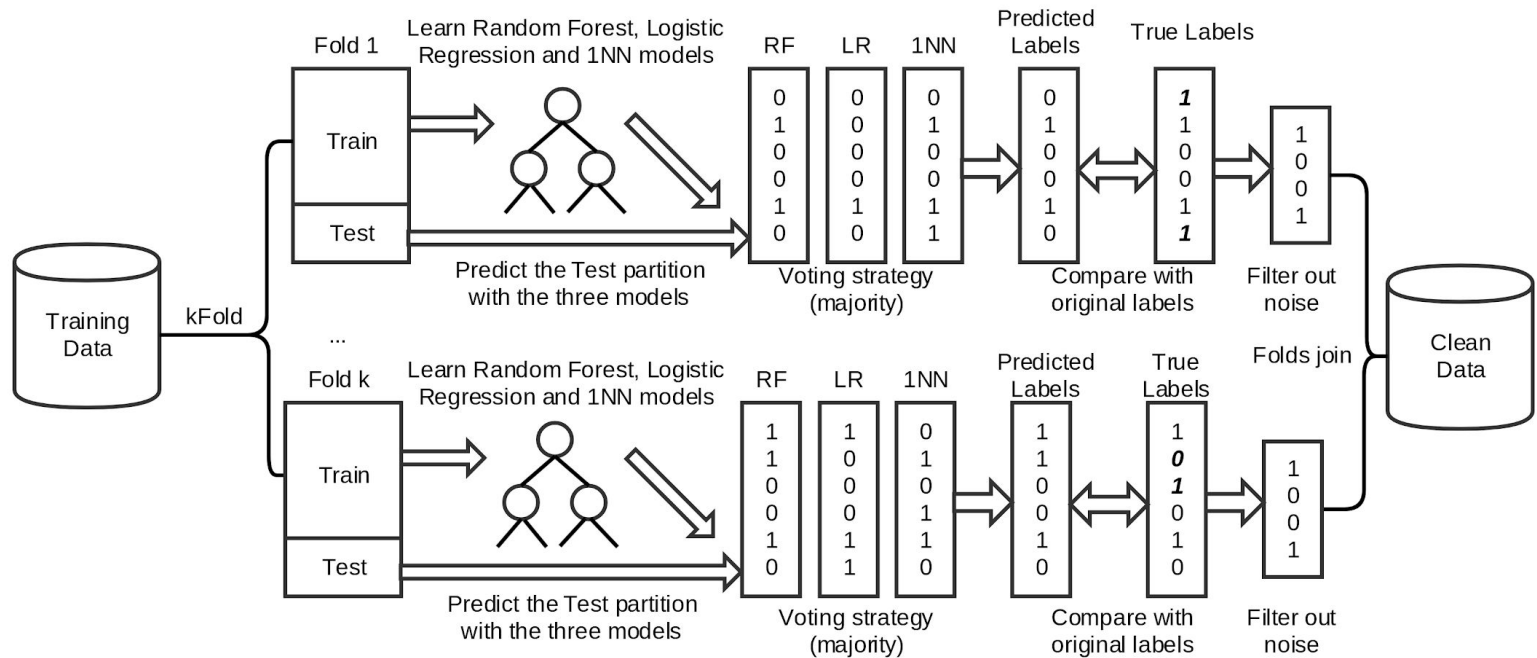 Training
Data
kFold
Fold 1
Train
Test
Learn Random Forest, Logistic
Regression and 1NN models
Predict the Test partition
with the three models
RF
0
1
0
0
1
0
LR
0
0
0
0
1
0
1NN
0
1
0
0
1
1
Voting strategy
(majority)
Predicted
Labels
0
1
0
0
1
0
True Labels
1
1
0
0
1
1
Compare with
original labels
1
0
0
1
Filter out
noise
...
Fold k
Train
Test
Learn Random Forest, Logistic
Regression and 1NN models
Predict the Test partition
with the three models
RF
1
1
0
0
1
0
LR
1
0
0
0
1
1
1NN
0
1
0
1
1
0
Voting strategy
(majority)
Predicted
Labels
1
1
0
0
1
0
True
Labels
1
0
1
0
1
0
Compare with
original labels
1
0
0
1
Filter out
noise
Folds join
Clean
Data